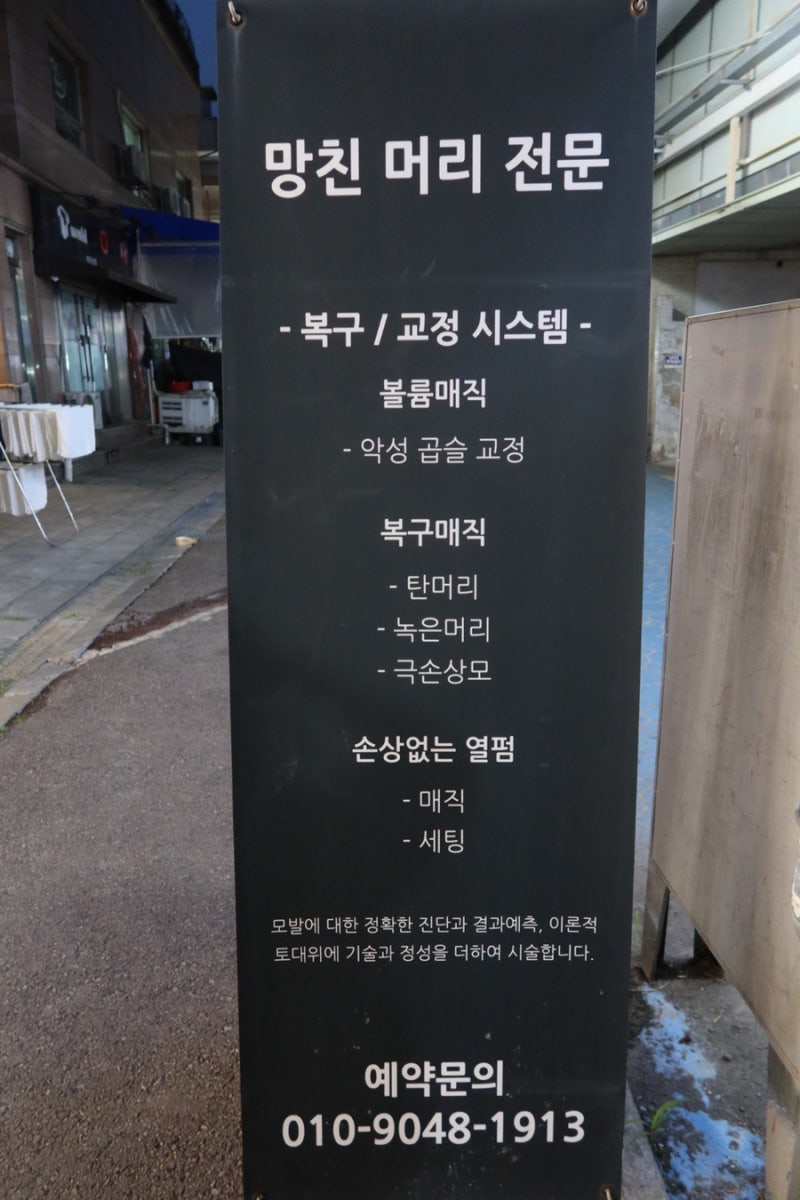 망친 머리 전문
- 복구 / 교정 시스템 -
볼륨매직
- 악성 곱슬 교정
복구매직
- 탄머리
- 녹은머리
- 극손상모
손상없는 열펌
- 매직
- 세팅
모발에 대한 정확한 진단과 결과예측, 이론적
토대위에 기술과 정성을 더하여 시술합니다.
예약문의
010-9048-1913
T world